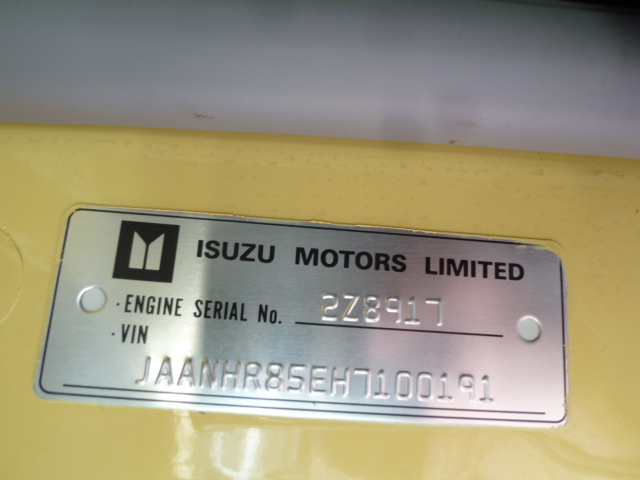 ISUZU MOTORS LIMITED
· ENGINE SERIAL No. 2Z8917
· VIN
JAANHR85EH7100191